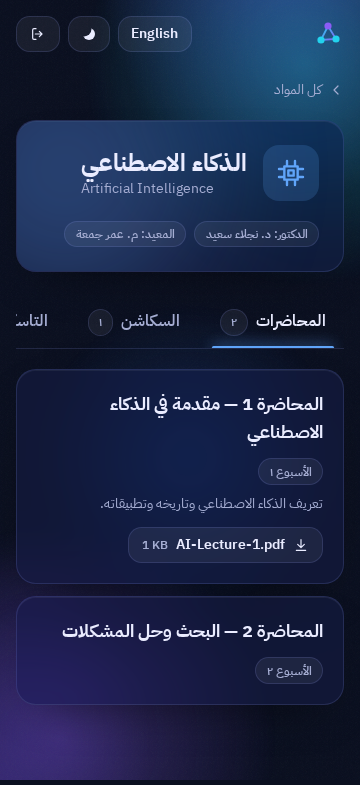 English
كل المواد
الذكاء الاصطناعي
Artificial Intelligence
الدكتور: د. نجلاء سعيد
المعيد: م. عمر جمعة
المحاضرات ٢
السكاشن ١
التاس
المحاضرة 1 — مقدمة في الذكاء
الاصطناعي
الأسبوع ١
تعريف الذكاء الاصطناعي وتاريخه وتطبيقاته.
AI-Lecture-1.pdf 1 KB
المحاضرة 2 — البحث وحل المشكلات
الأسبوع ٢